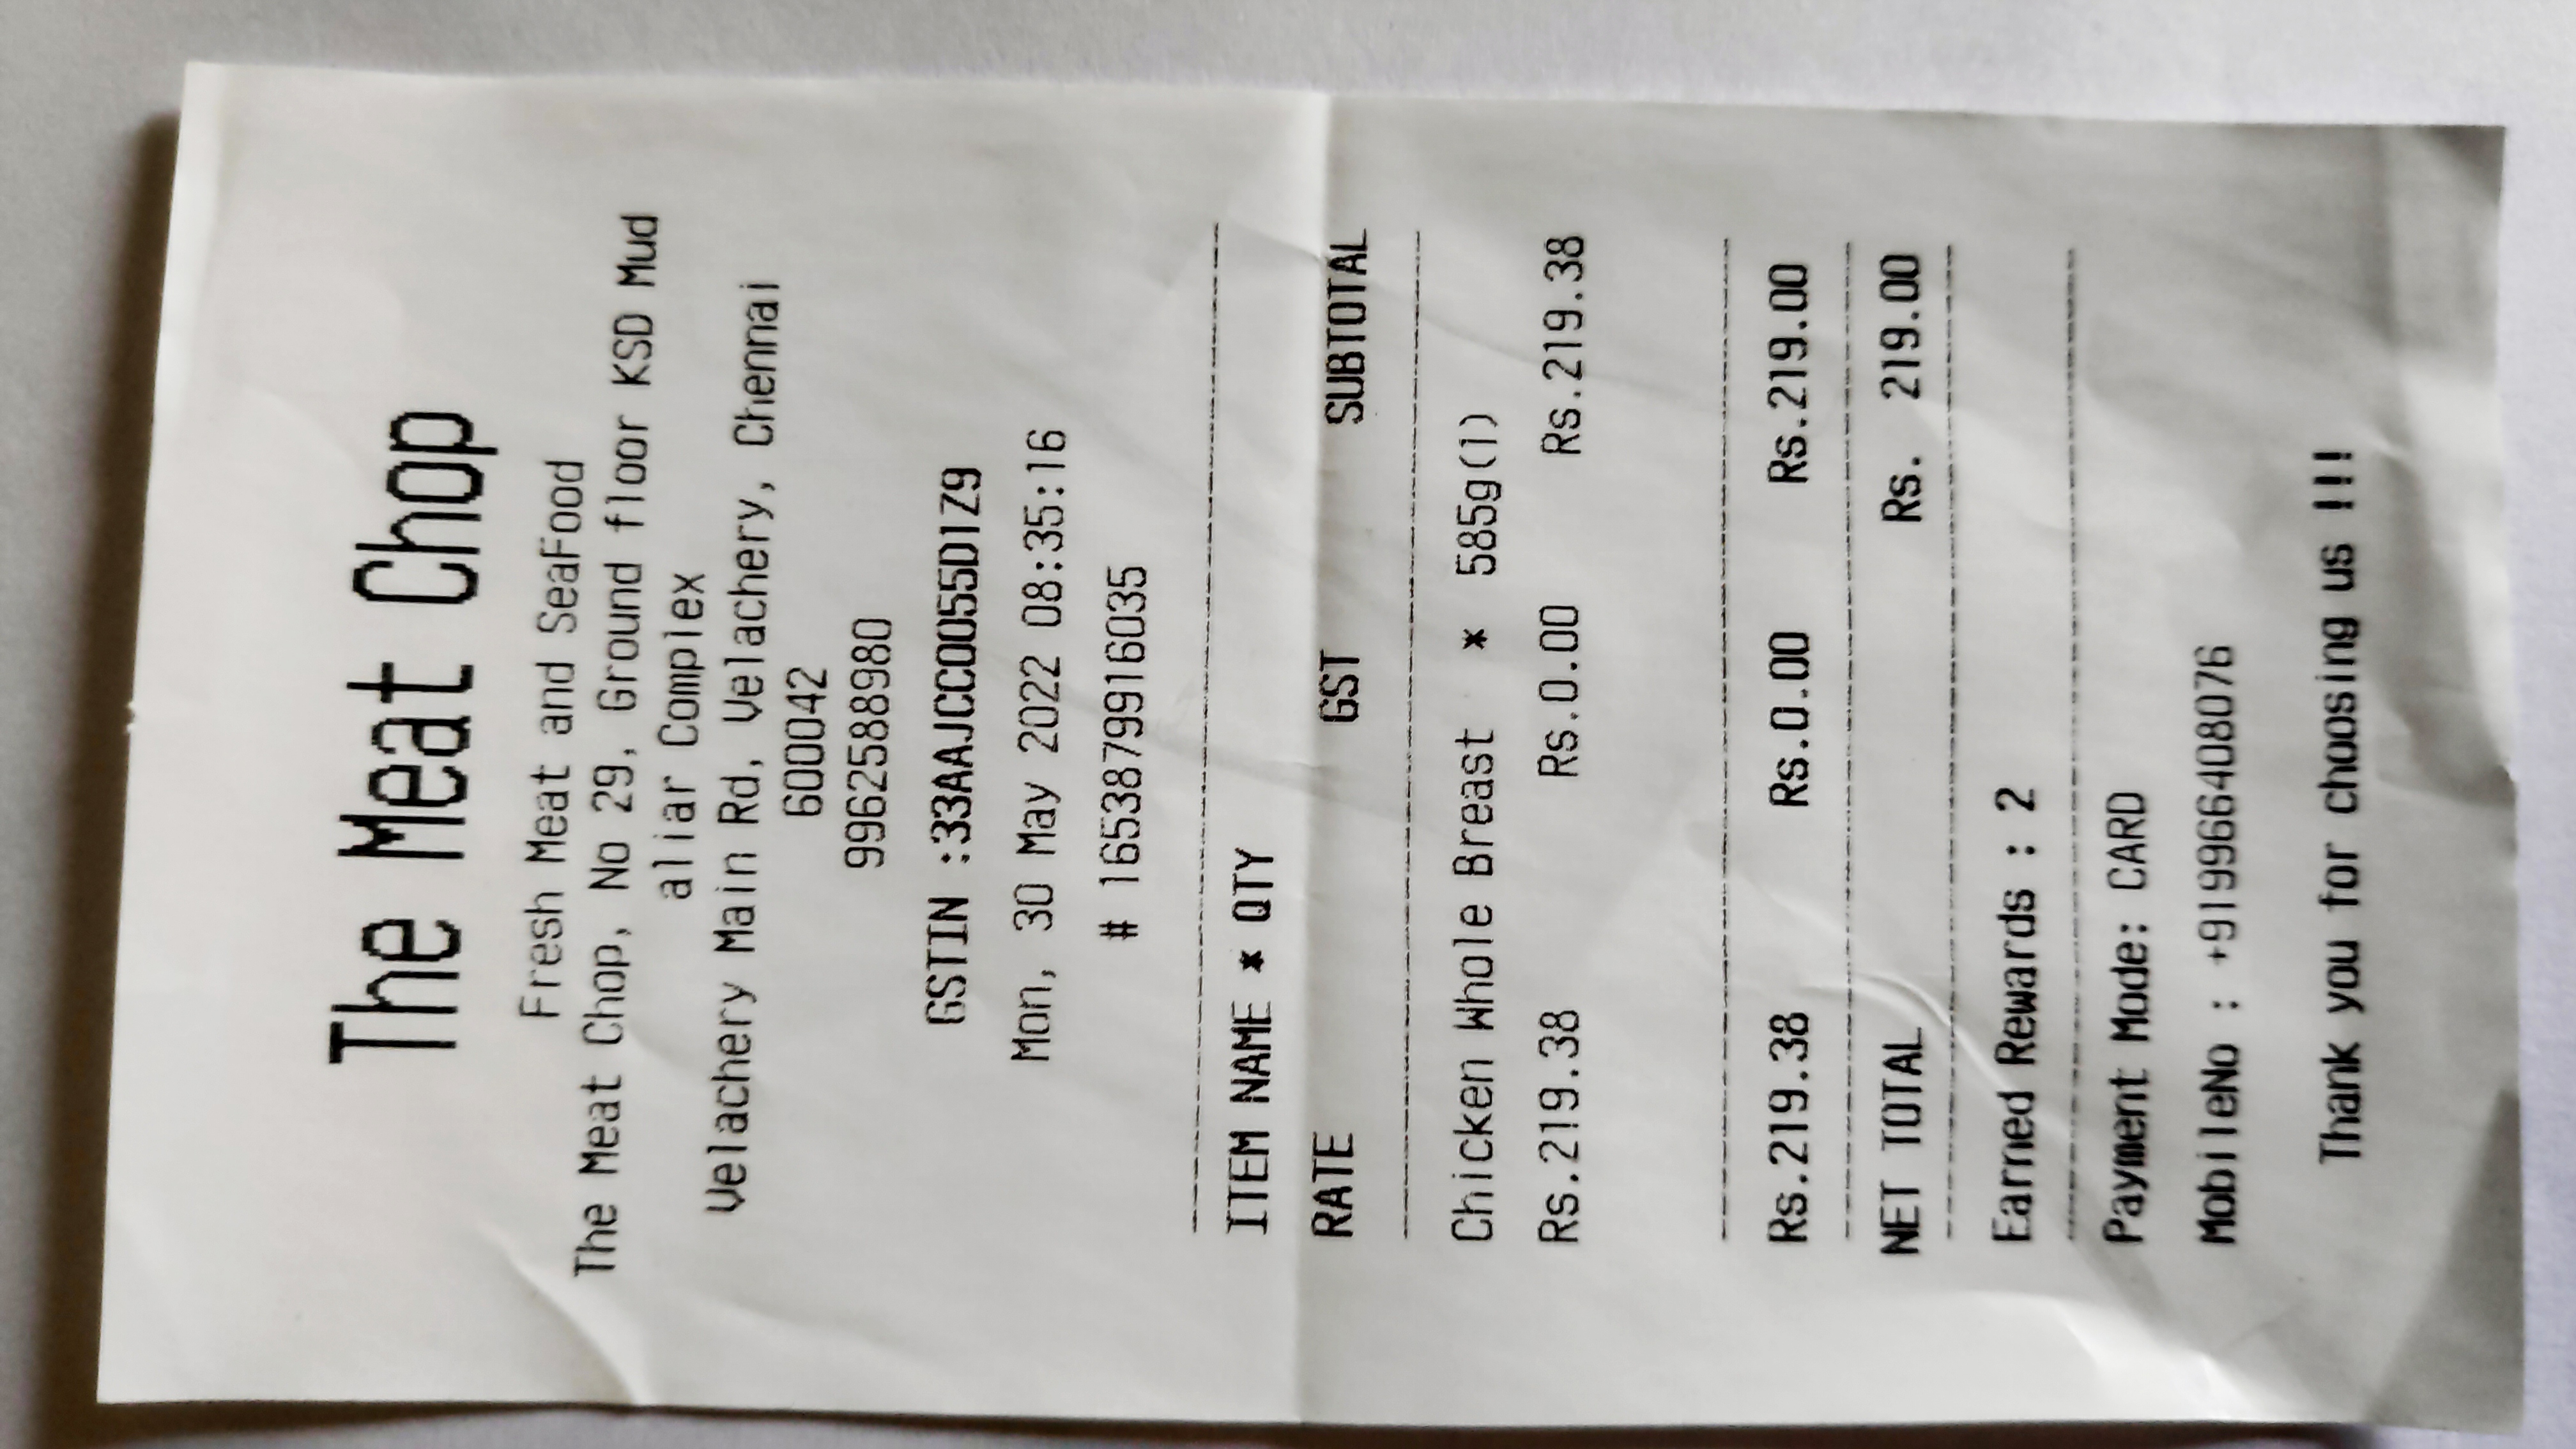 The Meat Chop
Fresh Meat and SeaFood
The Meat Chop, No 29, Ground floor KSD Mud
aliar Complex
Velachery Main Rd, Velachery, Chennai
600042
9962588980
GSTIN :33AAJCC0055D1Z9
Mon, 30 May 2022 08:35:16
# 1653879916035
ITEM NAME * QTY
RATE GST SUBTOTAL
Chicken Whole Breast * 585g(1)
Rs.219.38 Rs.0.00 Rs.219.38
Rs.219.38 Rs.0.00 Rs.219.00
NET TOTAL Rs. 219.00
Earned Rewards : 2
Payment Mode: CARD
MobileNo : +919966408076
Thank you for choosing us !!!